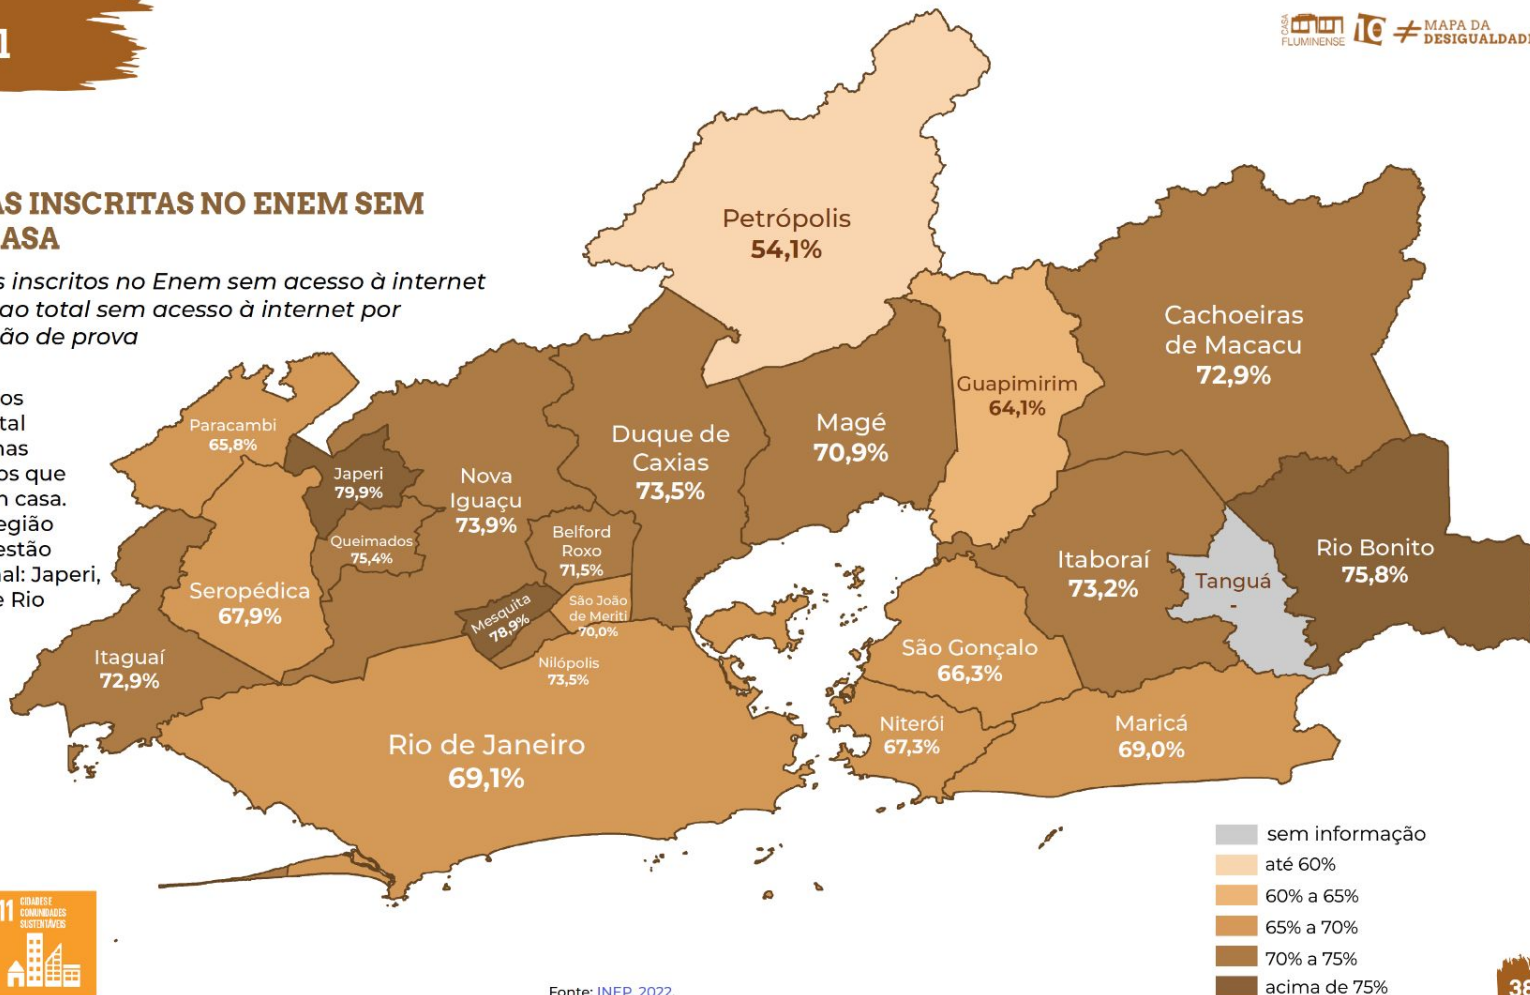 1
CASA
FLUMINENSE
10
MAPA DA
DESIGUALDADE
AS INSCRITAS NO ENEM SEM
ASA
s inscritos no Enem sem acesso à internet
ao total sem acesso à internet por
ão de prova
os
tal
nas
os que
m casa.
egião
estão
nal: Japeri,
e Rio
Petrópolis
54,1%
Cachoeiras
de Macacu
72,9%
Guapimirim
64,1%
Magé
70,9%
Duque de
Caxias
73,5%
Paracambi
65,8%
Japeri
79,9%
Nova
Iguaçu
73,9%
Queimados
75,4%
Belford
Roxo
71,5%
Seropédica
67,9%
Mesquita
78,9%
São João
de Meriti
70,0%
Nilópolis
73,5%
Itaguaí
72,9%
Rio de Janeiro
69,1%
Itaboraí
73,2%
Tanguá
-
Rio Bonito
75,8%
São Gonçalo
66,3%
Niterói
67,3%
Maricá
69,0%
sem informação
até 60%
60% a 65%
65% a 70%
70% a 75%
acima de 75%
11 CIDADES E
COMUNIDADES
SUSTENTÁVEIS
Fonte: INEP, 2022.
38